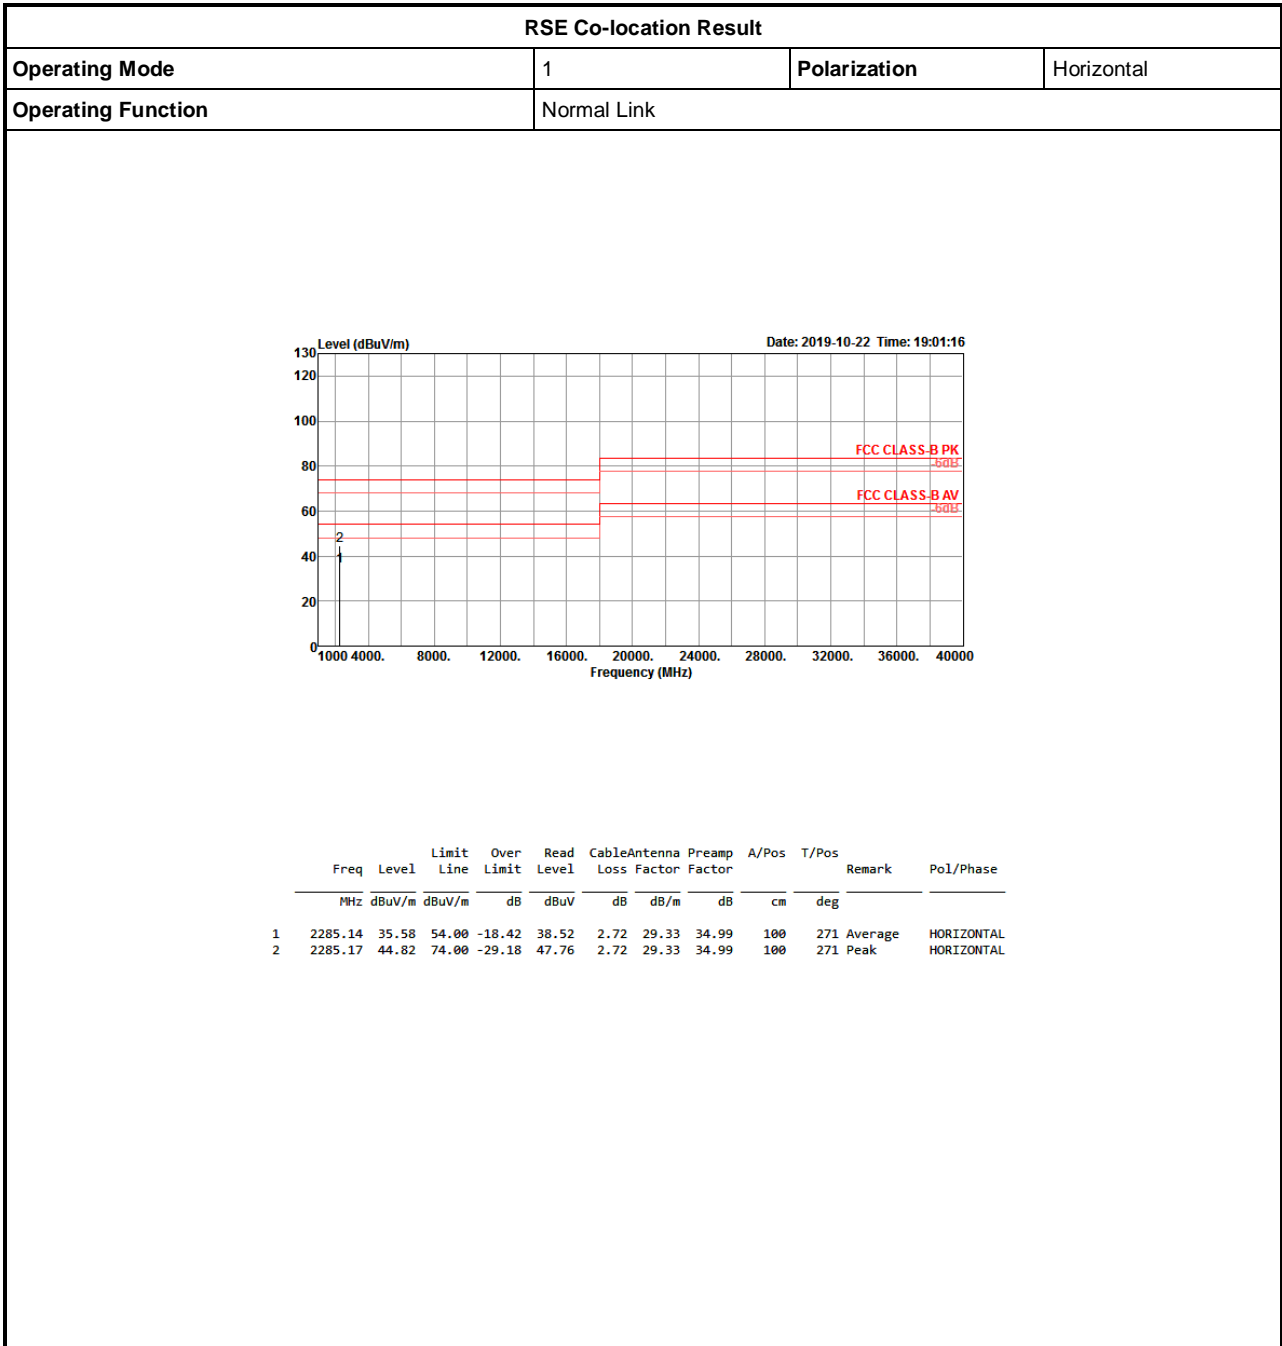 RSE Co-location Result
Operating Mode 1 Polarization Horizontal
Operating Function Normal Link
Level (dBuV/m) Date: 2019-10-22 Time: 19:01:16
130
120
100
FCC CLASS-B PK
80
-6dB
FCC CLASS-B AV
60
-6dB
2
40
1
20
0
1000 4000. 8000. 12000. 16000. 20000. 24000. 28000. 32000. 36000. 40000
Frequency (MHz)
Limit Over Read CableAntenna Preamp A/Pos T/Pos
Freq Level Line Limit Level Loss Factor Factor Remark Pol/Phase
MHz dBuV/m dBuV/m dB dBuV dB dB/m dB cm deg
1 2285.14 35.58 54.00 -18.42 38.52 2.72 29.33 34.99 100 271 Average HORIZONTAL
2 2285.17 44.82 74.00 -29.18 47.76 2.72 29.33 34.99 100 271 Peak HORIZONTAL